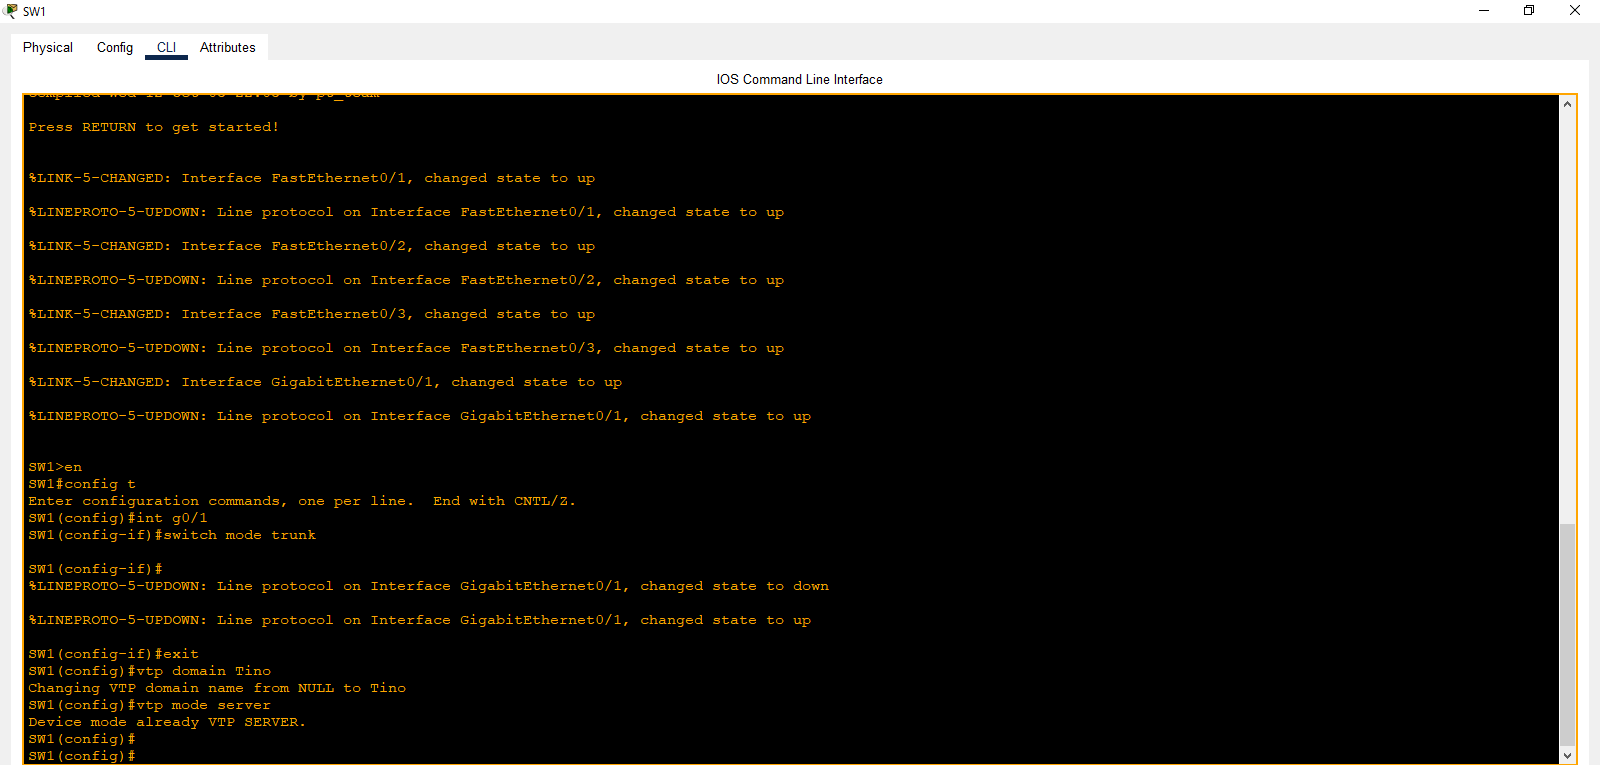 SW1
Physical Config CLI Attributes
IOS Command Line Interface
Press RETURN to get started!
%LINK-5-CHANGED: Interface FastEthernet0/1, changed state to up
%LINEPROTO-5-UPDOWN: Line protocol on Interface FastEthernet0/1, changed state to up
%LINK-5-CHANGED: Interface FastEthernet0/2, changed state to up
%LINEPROTO-5-UPDOWN: Line protocol on Interface FastEthernet0/2, changed state to up
%LINK-5-CHANGED: Interface FastEthernet0/3, changed state to up
%LINEPROTO-5-UPDOWN: Line protocol on Interface FastEthernet0/3, changed state to up
%LINK-5-CHANGED: Interface GigabitEthernet0/1, changed state to up
%LINEPROTO-5-UPDOWN: Line protocol on Interface GigabitEthernet0/1, changed state to up
SW1>en
SW1#config t
Enter configuration commands, one per line.  End with CNTL/Z.
SW1(config)#int g0/1
SW1(config-if)#switch mode trunk
SW1(config-if)#
%LINEPROTO-5-UPDOWN: Line protocol on Interface GigabitEthernet0/1, changed state to down
%LINEPROTO-5-UPDOWN: Line protocol on Interface GigabitEthernet0/1, changed state to up
SW1(config-if)#exit
SW1(config)#vtp domain Tino
Changing VTP domain name from NULL to Tino
SW1(config)#vtp mode server
Device mode already VTP SERVER.
SW1(config)#
SW1(config)#